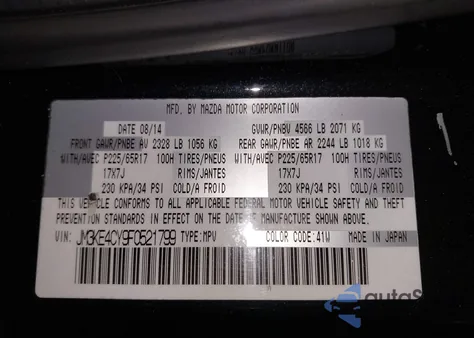 MFD. BY MAZDA MOTOR CORPORATION
DATE 08/14 GVWR/PNBV 4566 LB 2071 KG
FRONT GAWR/PNBE AV 2328 LB 1056 KG REAR GAWR/PNBE AR 2244 LB 1018 KG
WITH/AVEC P225/65R17 100H TIRES/PNEUS WITH/AVEC P225/65R17 100H TIRES/PNEUS
17X7J RIMS/JANTES 17X7J RIMS/JANTES
230 KPA/34 PSI COLD/A FROID 230 KPA/34 PSI COLD/A FROID
THIS VEHICLE CONFORMS TO ALL APPLICABLE FEDERAL MOTOR VEHICLE SAFETY AND THEFT
PREVENTION STANDARDS IN EFFECT ON THE DATE OF MANUFACTURE SHOWN ABOVE.
VIN: JM3KE4CY9F0521799 TYPE: MPV COLOR CODE: 41W MADE IN JAPAN